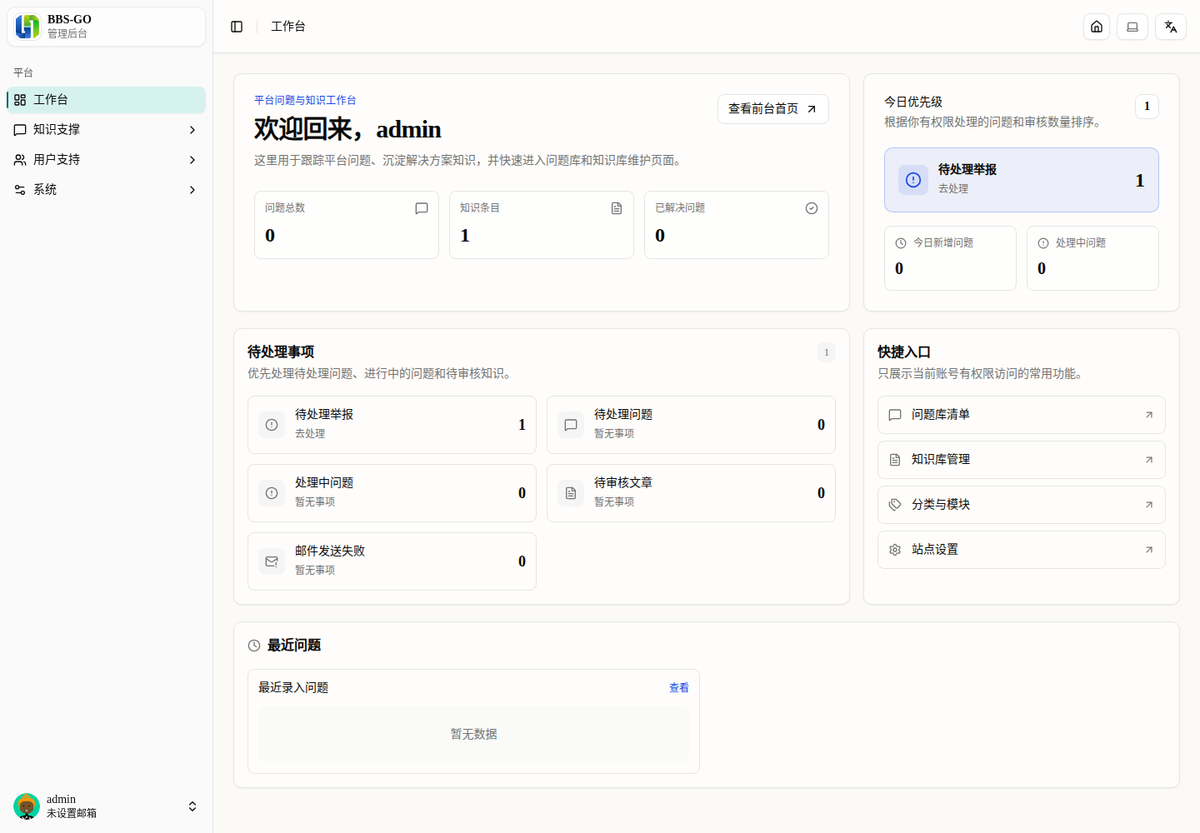 BBS-GO
管理后台
平台
工作台
知识支撑
用户支持
系统
admin
未设置邮箱
工作台
平台问题与知识工作台
欢迎回来，admin
这里用于跟踪平台问题、沉淀解决方案知识，并快速进入问题库和知识库维护页面。
查看前台首页
问题总数
0
知识条目
1
已解决问题
0
今日优先级
1
根据你有权限处理的问题和审核数量排序。
待处理举报
去处理
1
今日新增问题
0
处理中问题
0
待处理事项
1
优先处理待处理问题、进行中的问题和待审核知识。
待处理举报
去处理
1
待处理问题
暂无事项
0
处理中问题
暂无事项
0
待审核文章
暂无事项
0
邮件发送失败
暂无事项
0
快捷入口
只展示当前账号有权限访问的常用功能。
问题库清单
知识库管理
分类与模块
站点设置
最近问题
最近录入问题
查看
暂无数据